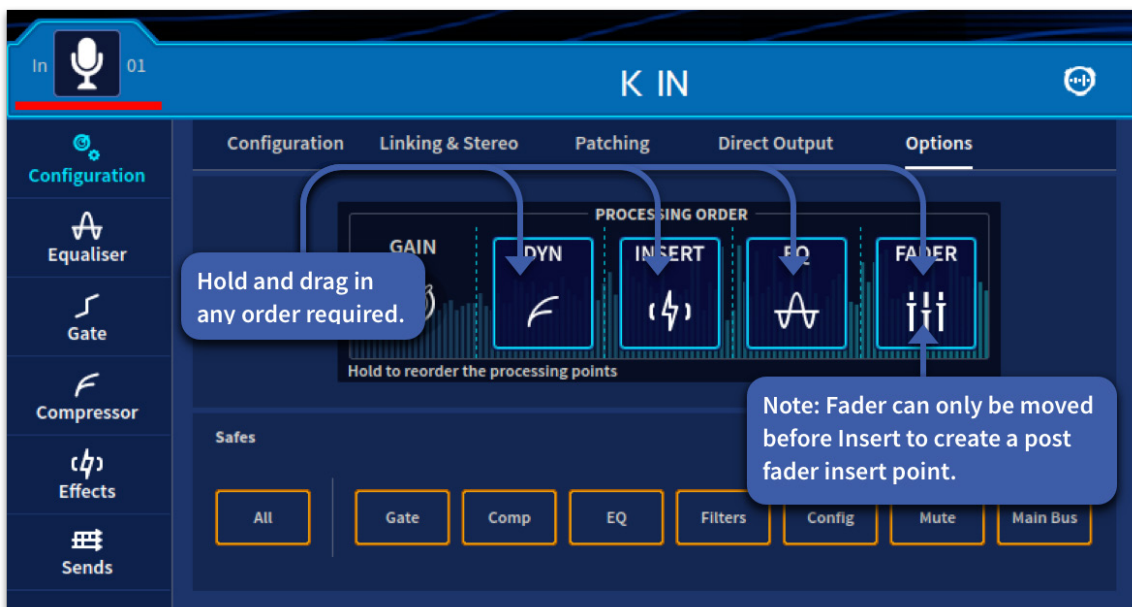 In 01
K IN
Configuration Linking & Stereo Patching Direct Output Options
Configuration
Equaliser
Gate
Compressor
Effects
Sends
PROCESSING ORDER
GAIN DYN INSERT EQ FADER
Hold and drag in
any order required.
Hold to reorder the processing points
Note: Fader can only be moved
before Insert to create a post
fader insert point.
Safes
All Gate Comp EQ Filters Config Mute Main Bus